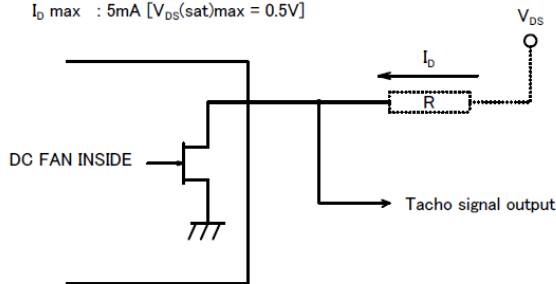 I_D max : 5mA [V_DS(sat)max = 0.5V]
V_DS
I_D
R
DC FAN INSIDE
Tacho signal output